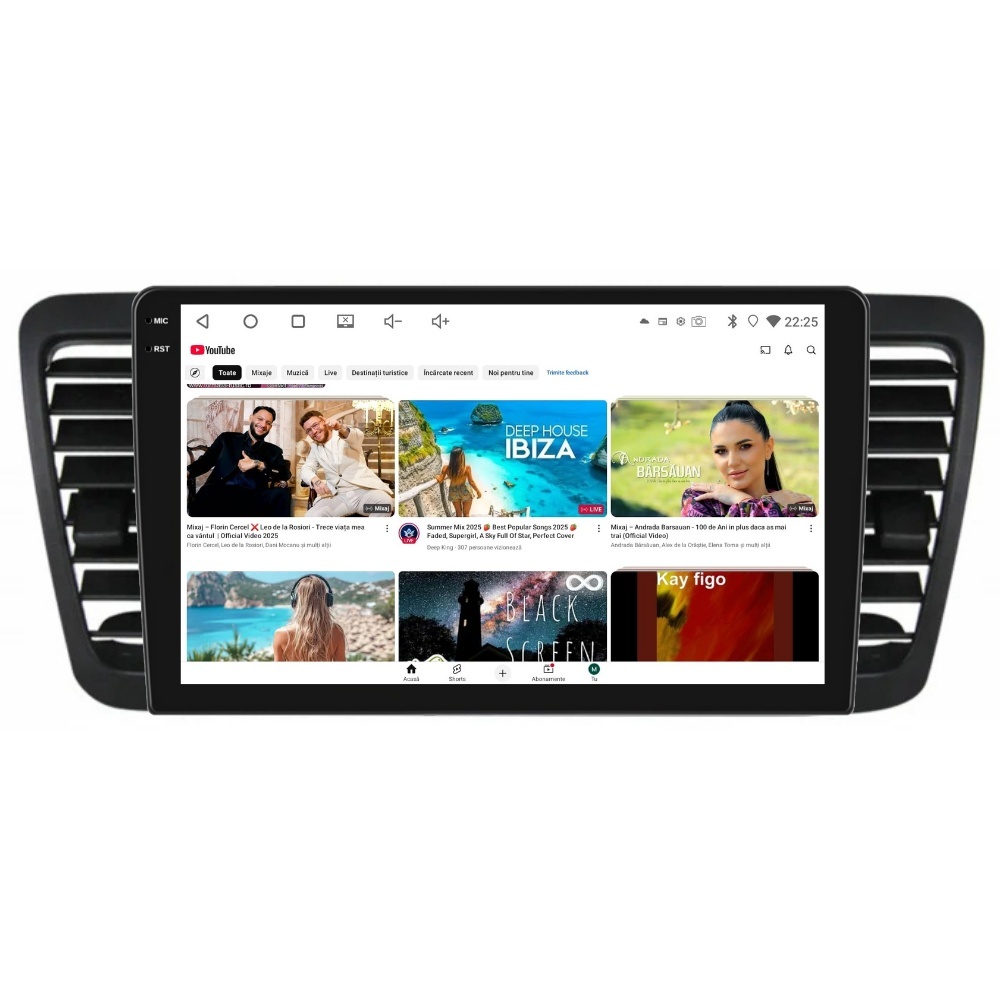 MIC
22:25
RST
YouTube
Toate
Mixaje
Muzică
Live
Destinații turistice
Încărcate recent
Noi pentru tine
Trimite feedback
DEEP HOUSE
IBIZA
ANDRADA
BÂRSĂUAN
Mixaj
LIVE
Mixaj
Mixaj – Florin Cercel ❌ Leo de la Rosiori - Trece viața mea
ca vântul | Official Video 2025
Florin Cercel, Leo de la Rosiori, Dani Mocanu și mulți alții
LIVE
Summer Mix 2025 🍓 Best Popular Songs 2025 🍓
Faded, Supergirl, A Sky Full Of Star, Perfect Cover
Deep King · 307 persoane vizionează
Mixaj – Andrada Barsauan - 100 de Ani in plus daca as mai
trai (Official Video)
Andrada Bârsăuan, Alex de la Orăștie, Elena Toma și mulți alții
BLACK
SCREEN
Kay figo
Acasă
Shorts
Abonamente
M
Tu